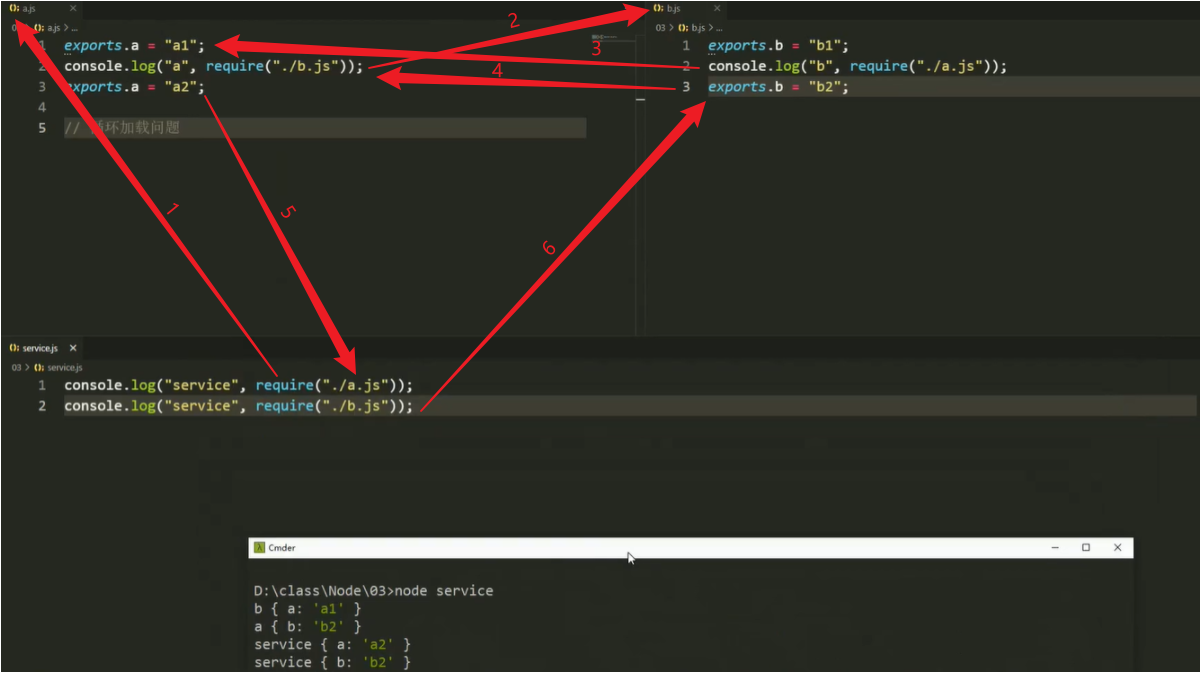 a.js
a.js > ...
1 exports.a = "a1";
2 console.log("a", require("./b.js"));
3 exports.a = "a2";
4
5 // 循环加载问题
b.js
03 > b.js > ...
1 exports.b = "b1";
2 console.log("b", require("./a.js"));
3 exports.b = "b2";
1
2
3
4
5
6
service.js
03 > service.js
1 console.log("service", require("./a.js"));
2 console.log("service", require("./b.js"));
Cmder
D:\class\Node\03>node service
b { a: 'a1' }
a { b: 'b2' }
service { a: 'a2' }
service { b: 'b2' }